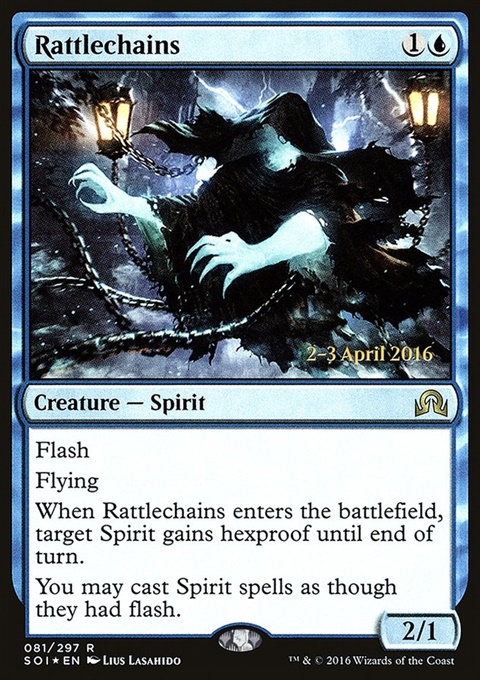 Rattlechains 1
2-3 April 2016
Creature — Spirit
Flash
Flying
When Rattlechains enters the battlefield,
target Spirit gains hexproof until end of
turn.
You may cast Spirit spells as though
they had flash.
2/1
081/297 R
SOI★EN Lius Lasahido
™ & © 2016 Wizards of the Coast